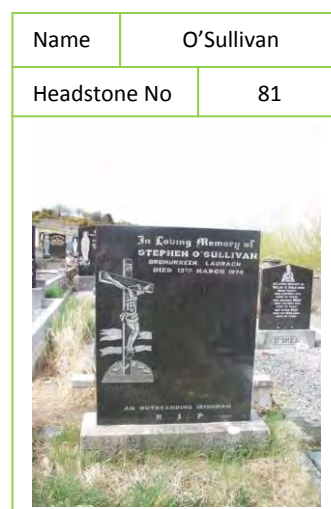 Name O’Sullivan
Headstone No 81
In Loving Memory of
STEPHEN O'SULLIVAN
DROMURKEEN, LAURACH
DIED 13TH MARCH 1974
AN OUTSTANDING IRISHMAN
R I P
O'SHEA